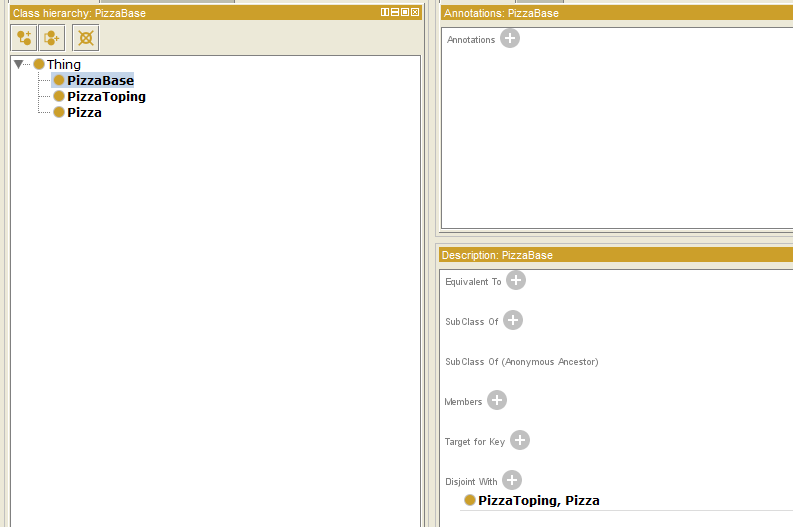 Class hierarchy: PizzaBase
Thing
PizzaBase
PizzaToping
Pizza
Annotations: PizzaBase
Annotations
Description: PizzaBase
Equivalent To
SubClass Of
SubClass Of (Anonymous Ancestor)
Members
Target for Key
Disjoint With
PizzaToping, Pizza